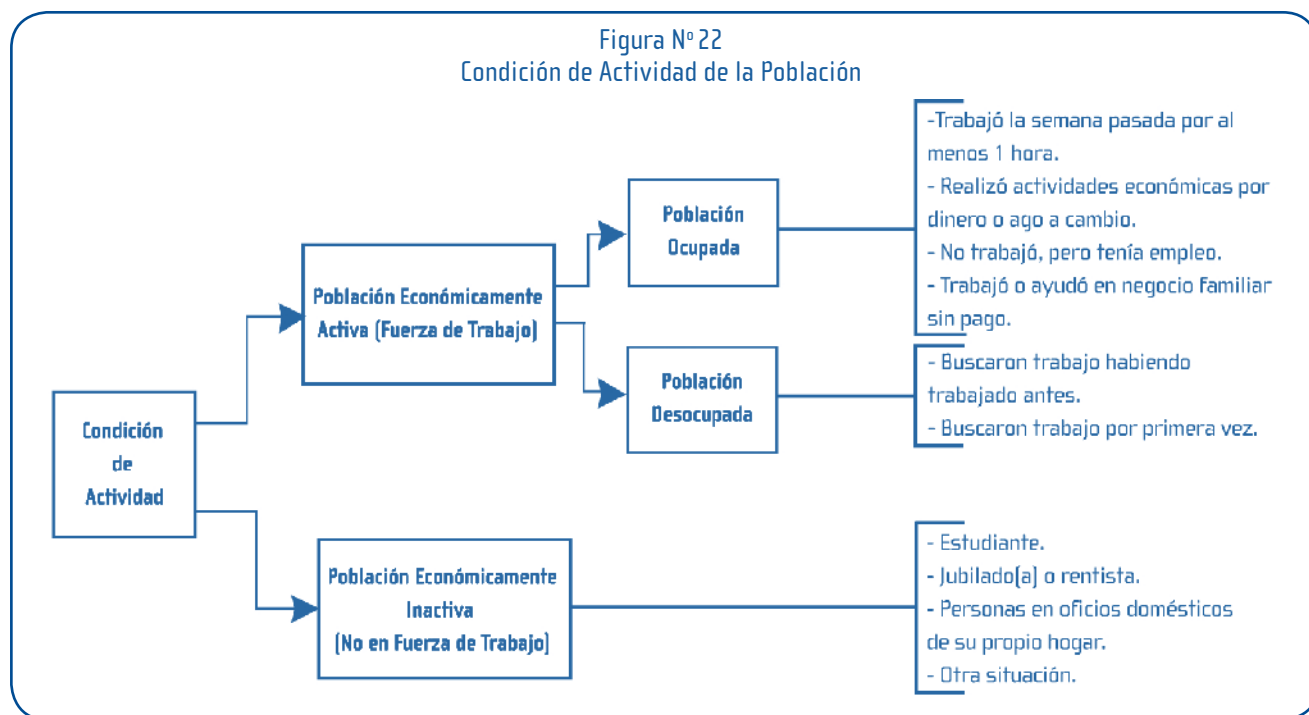 Figura Nº 22
Condición de Actividad de la Población
-Trabajó la semana pasada por al
menos 1 hora.
- Realizó actividades económicas por
dinero o ago a cambio.
- No trabajó, pero tenía empleo.
- Trabajó o ayudó en negocio familiar
sin pago.
Población
Ocupada
Población Económicamente
Activa (Fuerza de Trabajo)
Población
Desocupada
- Buscaron trabajo habiendo
trabajado antes.
- Buscaron trabajo por primera vez.
Condición
de
Actividad
Población Económicamente
Inactiva
(No en Fuerza de Trabajo)
- Estudiante.
- Jubilado(a) o rentista.
- Personas en oficios domésticos
de su propio hogar.
- Otra situación.